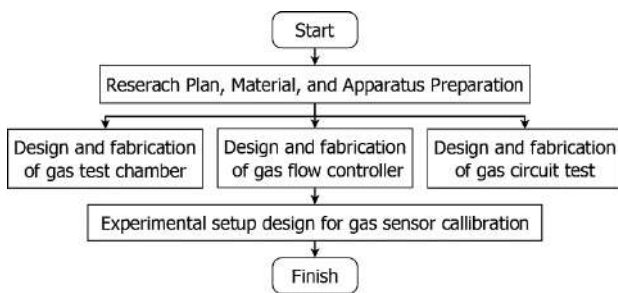 Start
Reserach Plan, Material, and Apparatus Preparation
Design and fabrication
of gas test chamber
Design and fabrication
of gas flow controller
Design and fabrication
of gas circuit test
Experimental setup design for gas sensor callibration
Finish